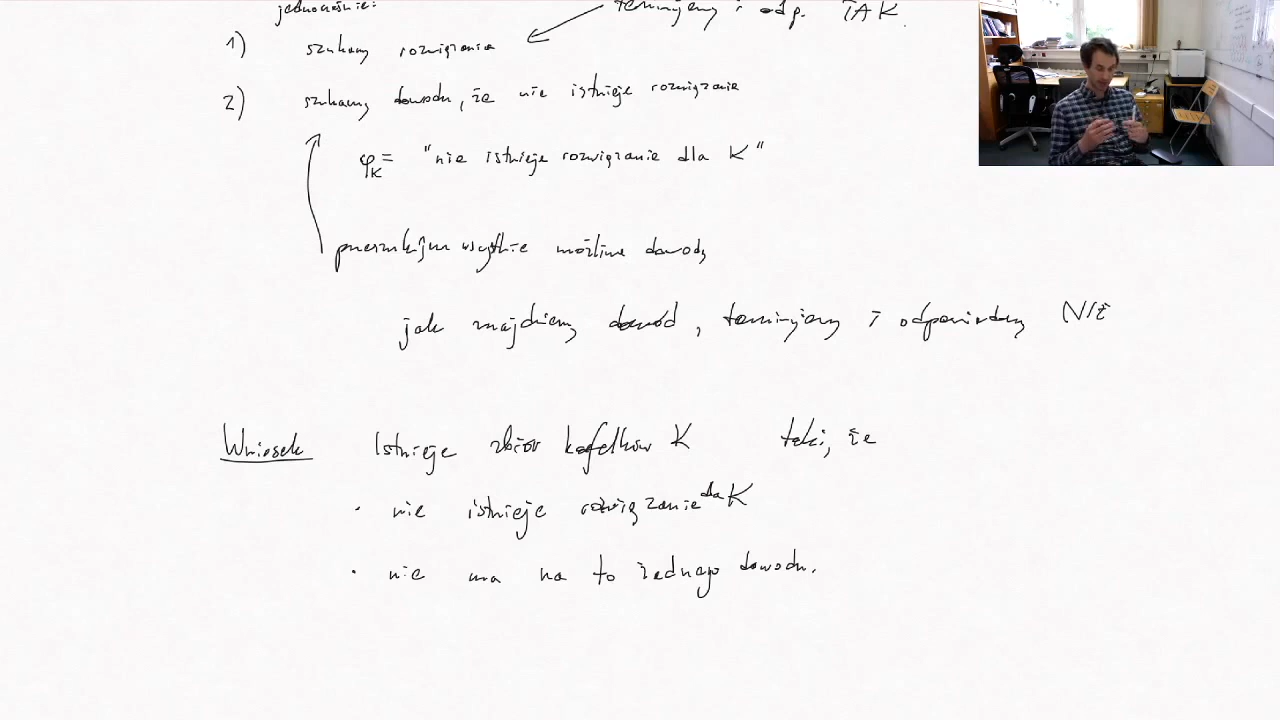 jednocześnie:
terminujemy i odp. TAK.
1) szukamy rozwiązania
2) szukamy dowodu, że nie istnieje rozwiązanie
φ_K = "nie istnieje rozwiązanie dla K"
przeszukujemy wszystkie możliwe dowody
jak znajdziemy dowód, terminujemy i odpowiadamy NIE
Wniosek Istnieje zbiór kafelków K taki, że
· nie istnieje rozwiązanie dla K
· nie ma na to żadnego dowodu.